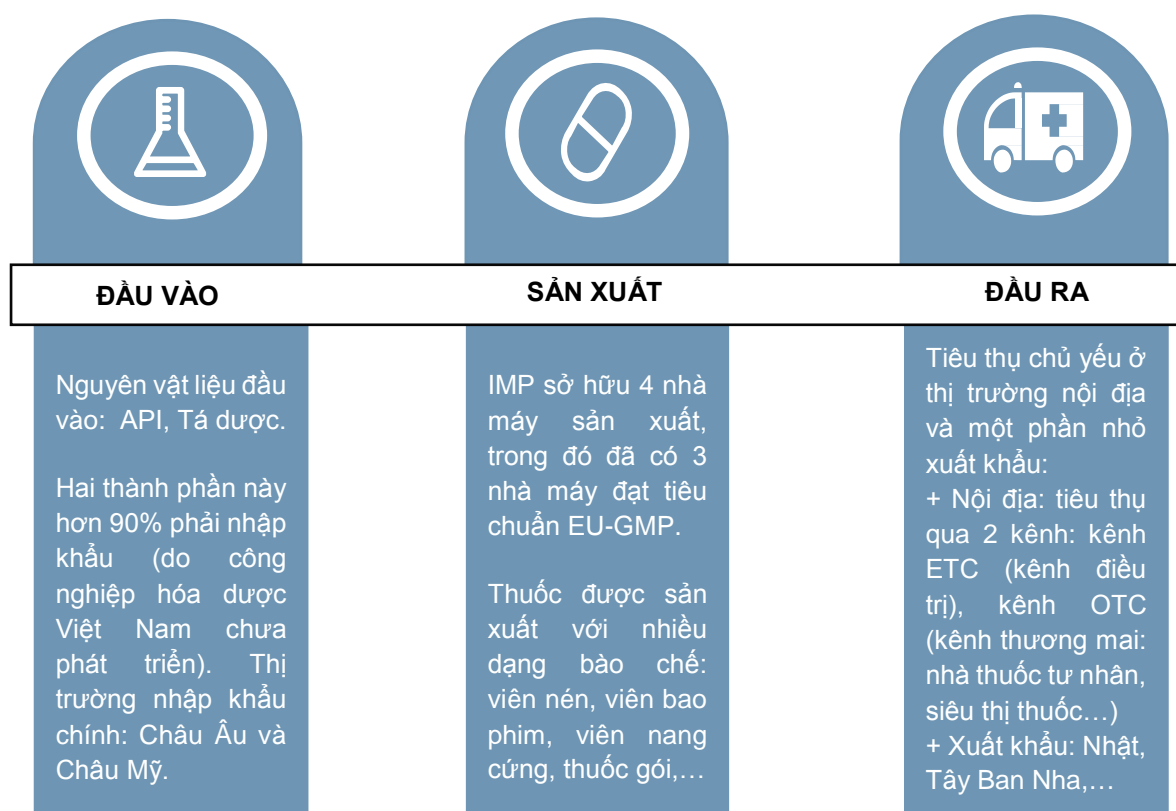 ĐẦU VÀO
Nguyên vật liệu đầu
vào: API, Tá dược.
Hai thành phần này
hơn 90% phải nhập
khẩu (do công
nghiệp hóa dược
Việt Nam chưa
phát triển). Thị
trường nhập khẩu
chính: Châu Âu và
Châu Mỹ.
SẢN XUẤT
IMP sở hữu 4 nhà
máy sản xuất,
trong đó đã có 3
nhà máy đạt tiêu
chuẩn EU-GMP.
Thuốc được sản
xuất với nhiều
dạng bào chế:
viên nén, viên bao
phim, viên nang
cứng, thuốc gói,…
ĐẦU RA
Tiêu thụ chủ yếu ở
thị trường nội địa
và một phần nhỏ
xuất khẩu:
+ Nội địa: tiêu thụ
qua 2 kênh: kênh
ETC (kênh điều
trị), kênh OTC
(kênh thương mai:
nhà thuốc tư nhân,
siêu thị thuốc…)
+ Xuất khẩu: Nhật,
Tây Ban Nha,…